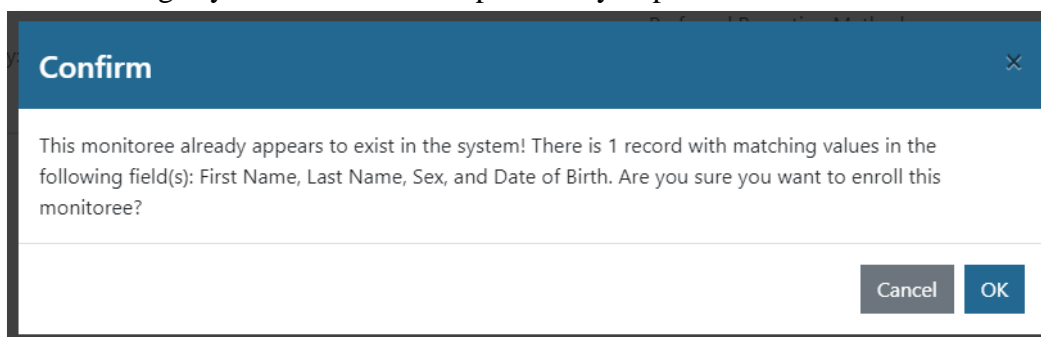 Confirm
×
This monitoree already appears to exist in the system! There is 1 record with matching values in the
following field(s): First Name, Last Name, Sex, and Date of Birth. Are you sure you want to enroll this
monitoree?
Cancel OK